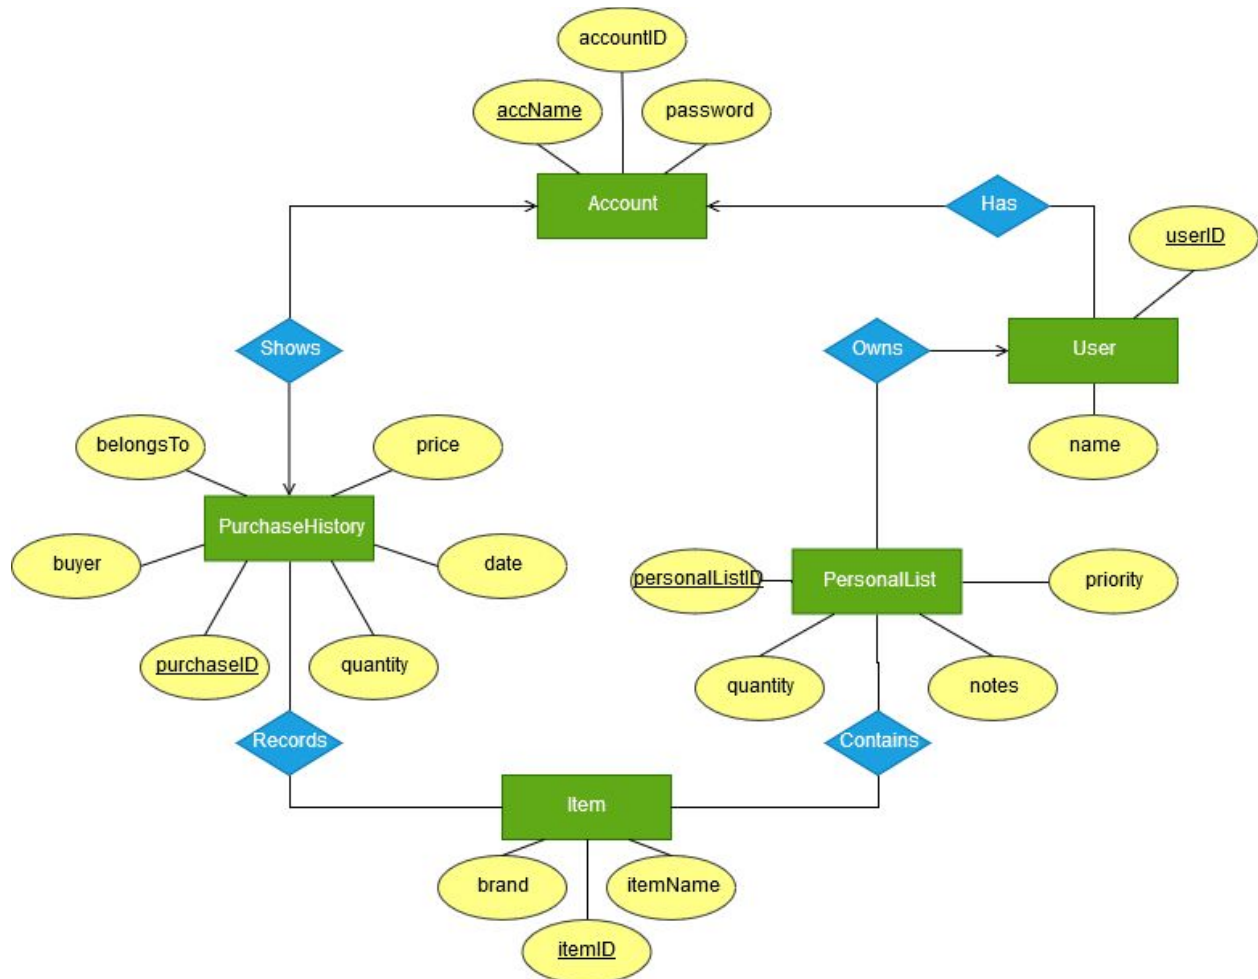 accountID
accName
password
Account
Has
userID
Shows
Owns
User
belongsTo
price
name
PurchaseHistory
buyer
date
personalListID
PersonalList
priority
purchaseID
quantity
quantity
notes
Records
Contains
Item
brand
itemName
itemID